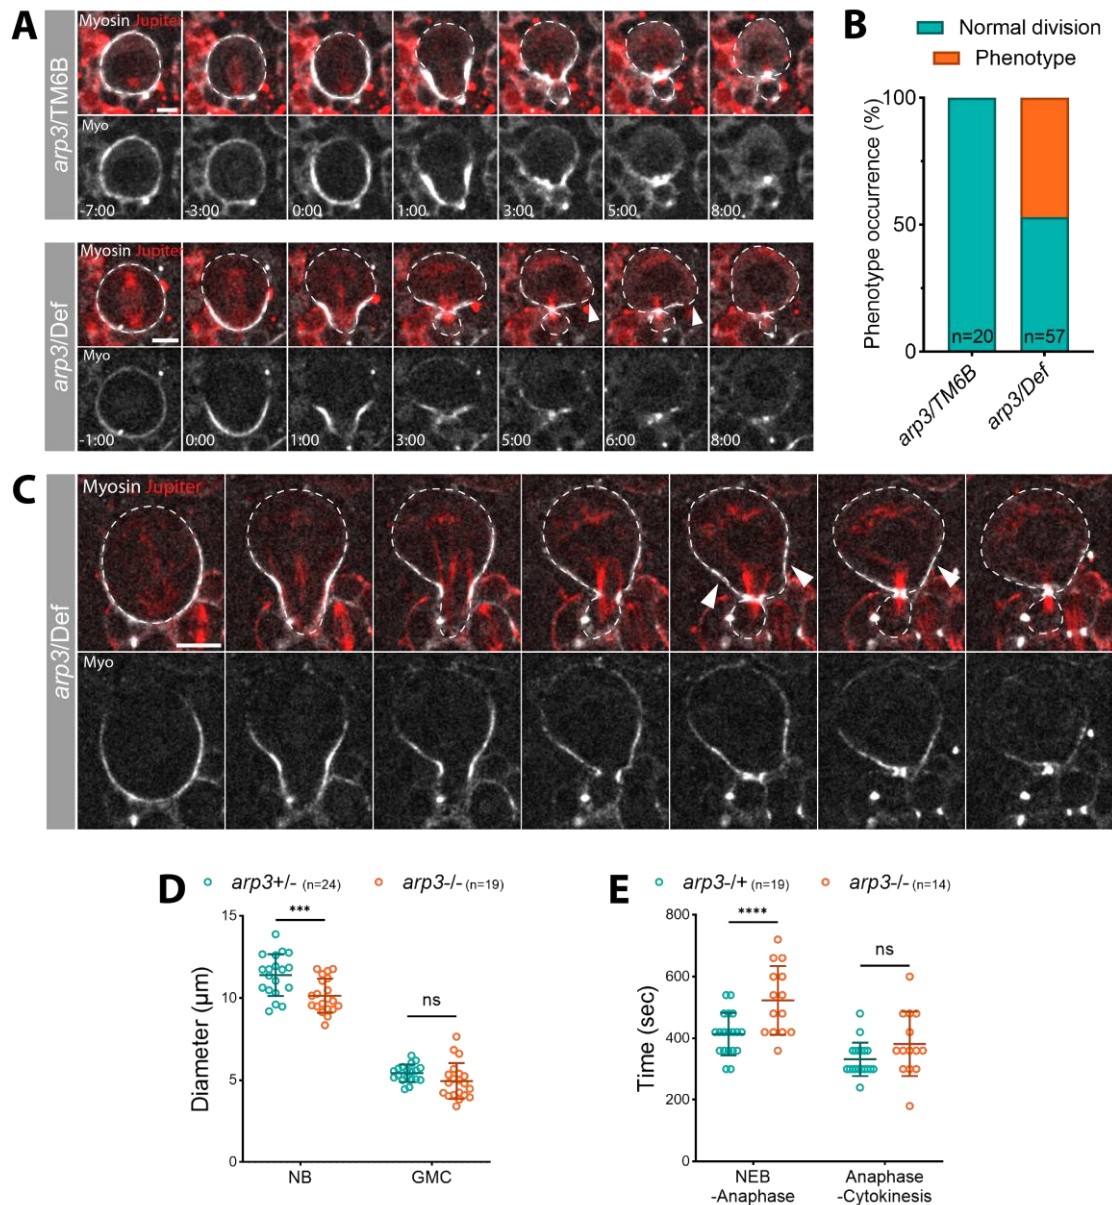 A
arp3/TM6B
Myosin Jupiter
Myo
-7:00 -3:00 0:00 1:00 3:00 5:00 8:00
arp3/Def
Myosin Jupiter
Myo
-1:00 0:00 1:00 3:00 5:00 6:00 8:00
B
Normal division
Phenotype
Phenotype occurrence (%)
100
50
0
n=20 n=57
arp3/TM6B arp3/Def
C
arp3/Def
Myosin Jupiter
Myo
D
arp3+/- (n=24) arp3-/- (n=19)
*** ns
Diameter (µm)
15
10
5
0
NB GMC
E
arp3-/+ (n=19) arp3-/- (n=14)
**** ns
Time (sec)
800
600
400
200
0
NEB
-Anaphase
Anaphase
-Cytokinesis